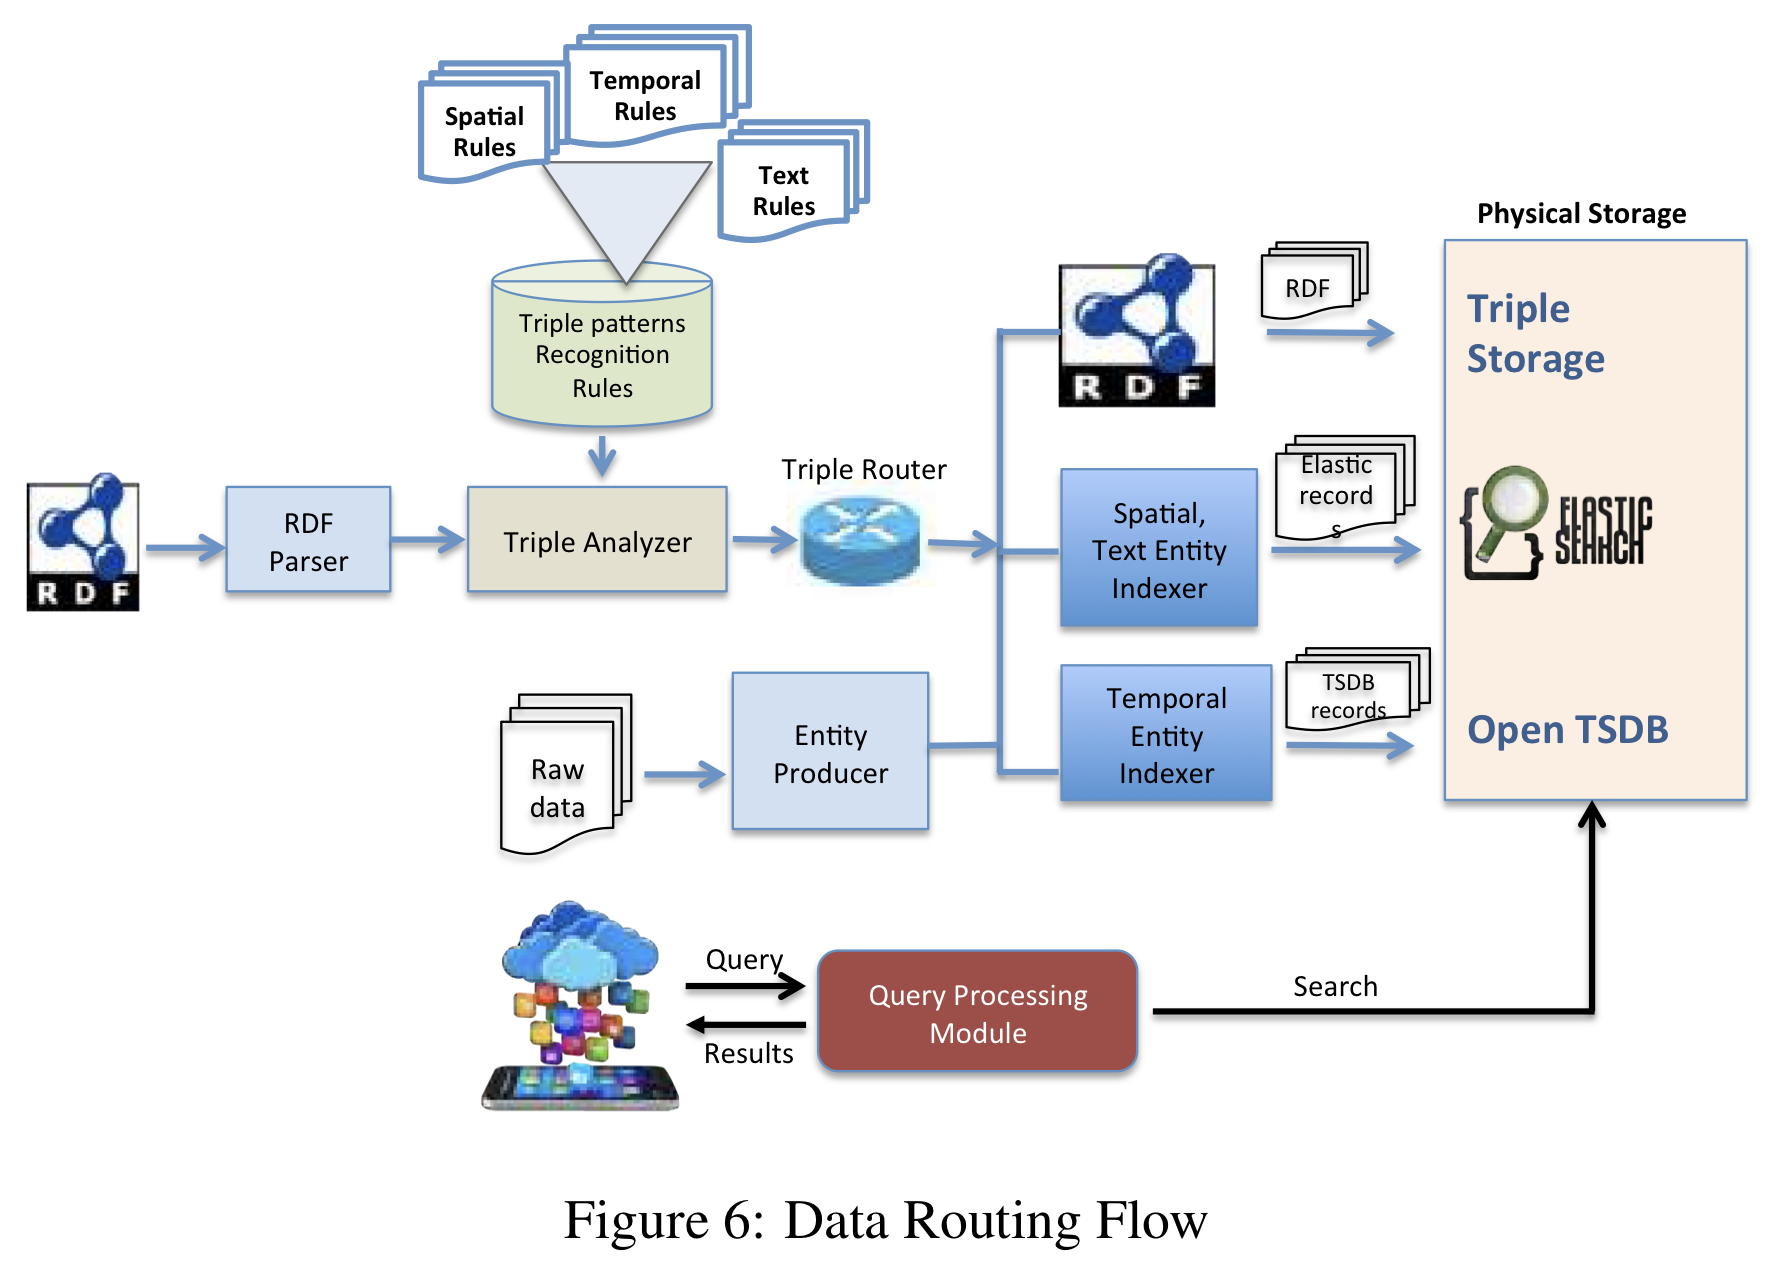 Temporal
Rules
Spatial
Rules
Text
Rules
Physical Storage
Triple patterns
Recognition
Rules
RDF
RDF
Triple
Storage
Triple Router
Elastic
record
s
ELASTIC
SEARCH
RDF
RDF
Parser
Triple Analyzer
Spatial,
Text Entity
Indexer
Raw
data
Entity
Producer
Temporal
Entity
Indexer
TSDB
records
Open TSDB
Query
Results
Query Processing
Module
Search
Figure 6: Data Routing Flow